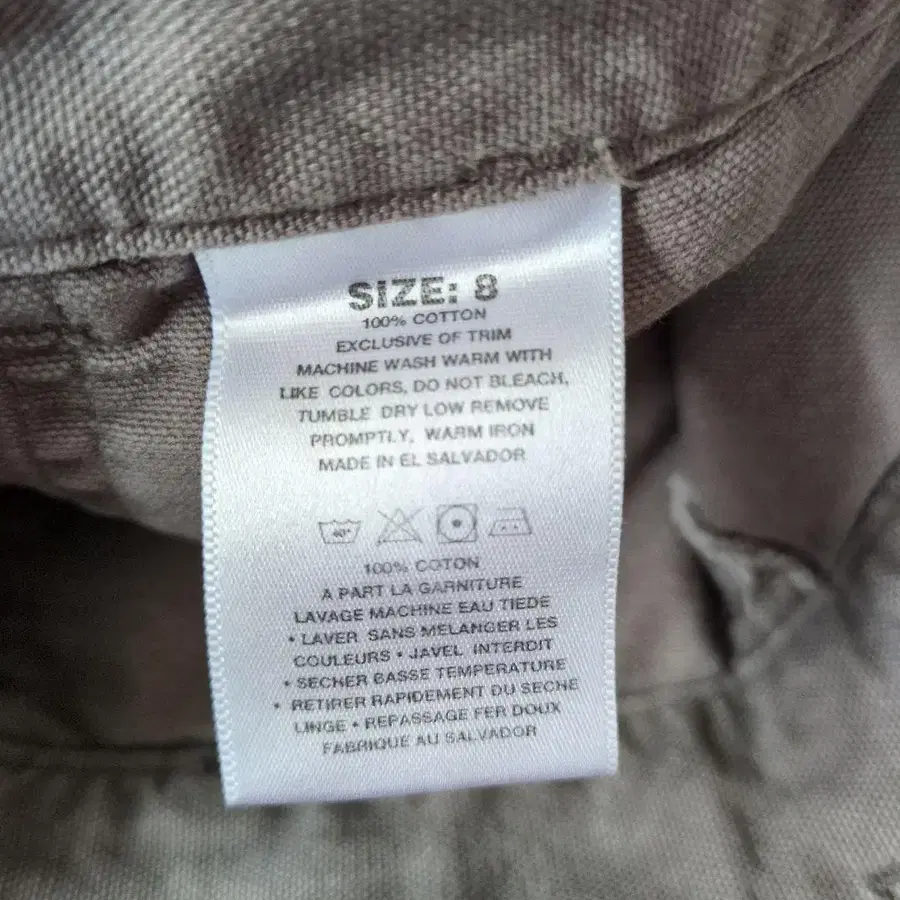 SIZE: 8
100% COTTON
EXCLUSIVE OF TRIM
MACHINE WASH WARM WITH
LIKE COLORS, DO NOT BLEACH,
TUMBLE DRY LOW REMOVE
PROMPTLY, WARM IRON
MADE IN EL SALVADOR
40°
100% COTON
A PART LA GARNITURE
LAVAGE MACHINE EAU TIEDE
• LAVER SANS MELANGER LES
COULEURS • JAVEL INTERDIT
• SECHER BASSE TEMPERATURE
• RETIRER RAPIDEMENT DU SECHE
LINGE • REPASSAGE FER DOUX
FABRIQUE AU SALVADOR